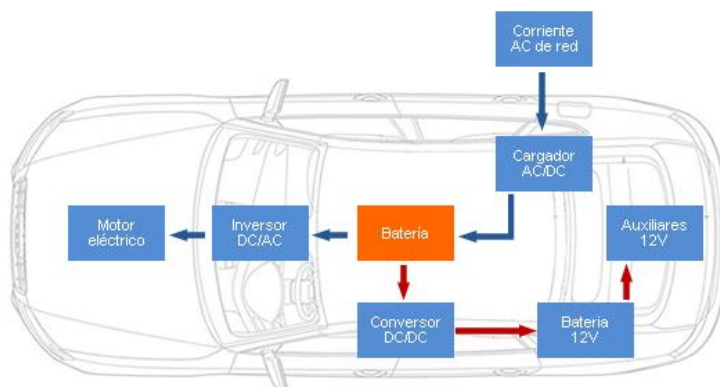 Corriente
AC de red
Cargador
AC/DC
Motor
eléctrico
Inversor
DC/AC
Batería
Auxiliares
12V
Conversor
DC/DC
Bateria
12V